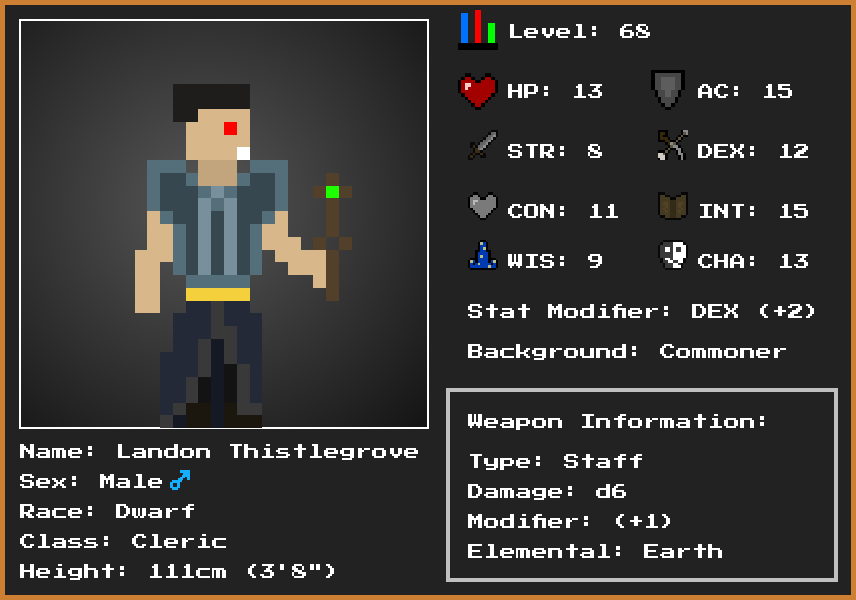 Level: 68
HP: 13 AC: 15
STR: 8 DEX: 12
CON: 11 INT: 15
WIS: 9 CHA: 13
Stat Modifier: DEX (+2)
Background: Commoner
Weapon Information:
Type: Staff
Damage: d6
Modifier: (+1)
Elemental: Earth
Name: Landon Thistlegrove
Sex: Male♂
Race: Dwarf
Class: Cleric
Height: 111cm (3'8")